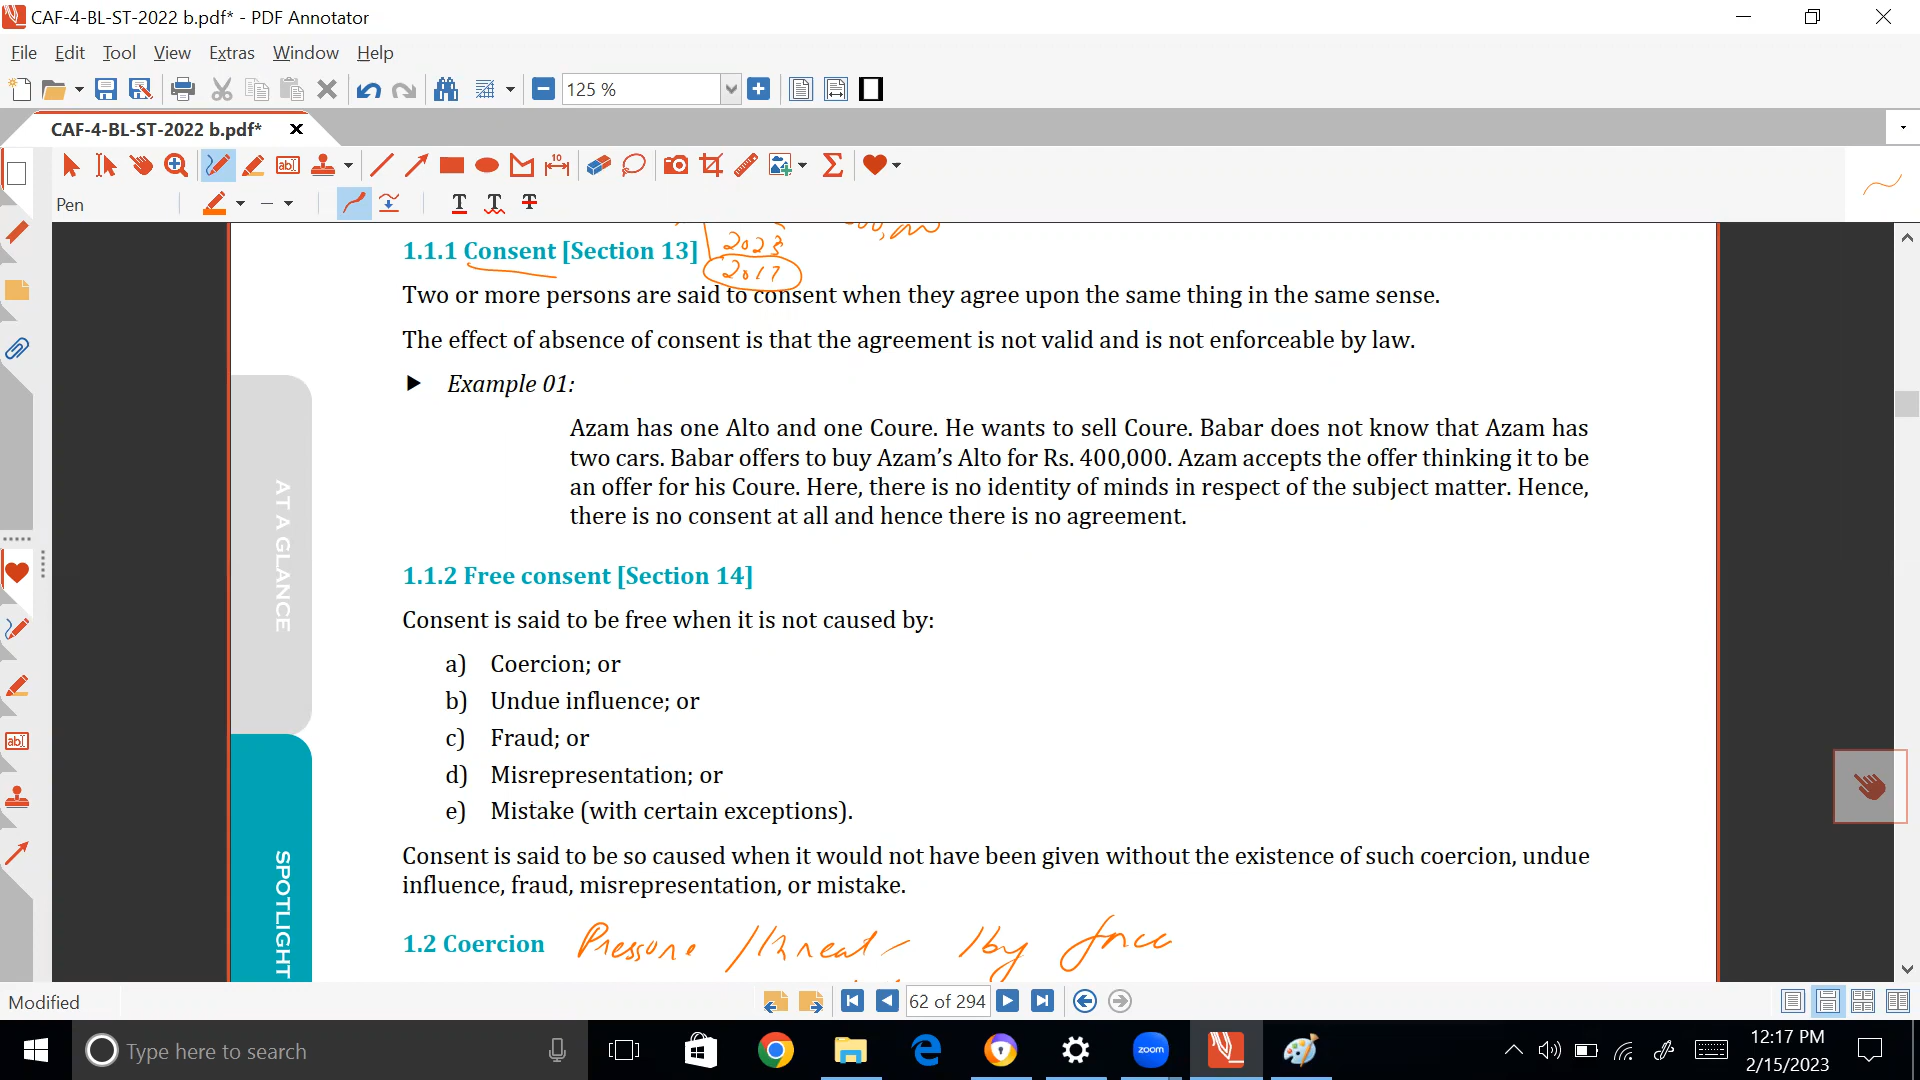 CAF-4-BL-ST-2022 b.pdf* - PDF Annotator
File Edit Tool View Extras Window Help
125 %
CAF-4-BL-ST-2022 b.pdf*
Pen
2023
1.1.1 Consent [Section 13]
2017
Two or more persons are said to consent when they agree upon the same thing in the same sense.
The effect of absence of consent is that the agreement is not valid and is not enforceable by law.
Example 01:
Azam has one Alto and one Coure. He wants to sell Coure. Babar does not know that Azam has
two cars. Babar offers to buy Azam’s Alto for Rs. 400,000. Azam accepts the offer thinking it to be
an offer for his Coure. Here, there is no identity of minds in respect of the subject matter. Hence,
there is no consent at all and hence there is no agreement.
AT A GLANCE
1.1.2 Free consent [Section 14]
Consent is said to be free when it is not caused by:
a) Coercion; or
b) Undue influence; or
c) Fraud; or
d) Misrepresentation; or
e) Mistake (with certain exceptions).
Consent is said to be so caused when it would not have been given without the existence of such coercion, undue
influence, fraud, misrepresentation, or mistake.
SPOTLIGHT
1.2 Coercion Pressure / threat by force
Modified
62 of 294
Type here to search
zoom
12:17 PM
2/15/2023